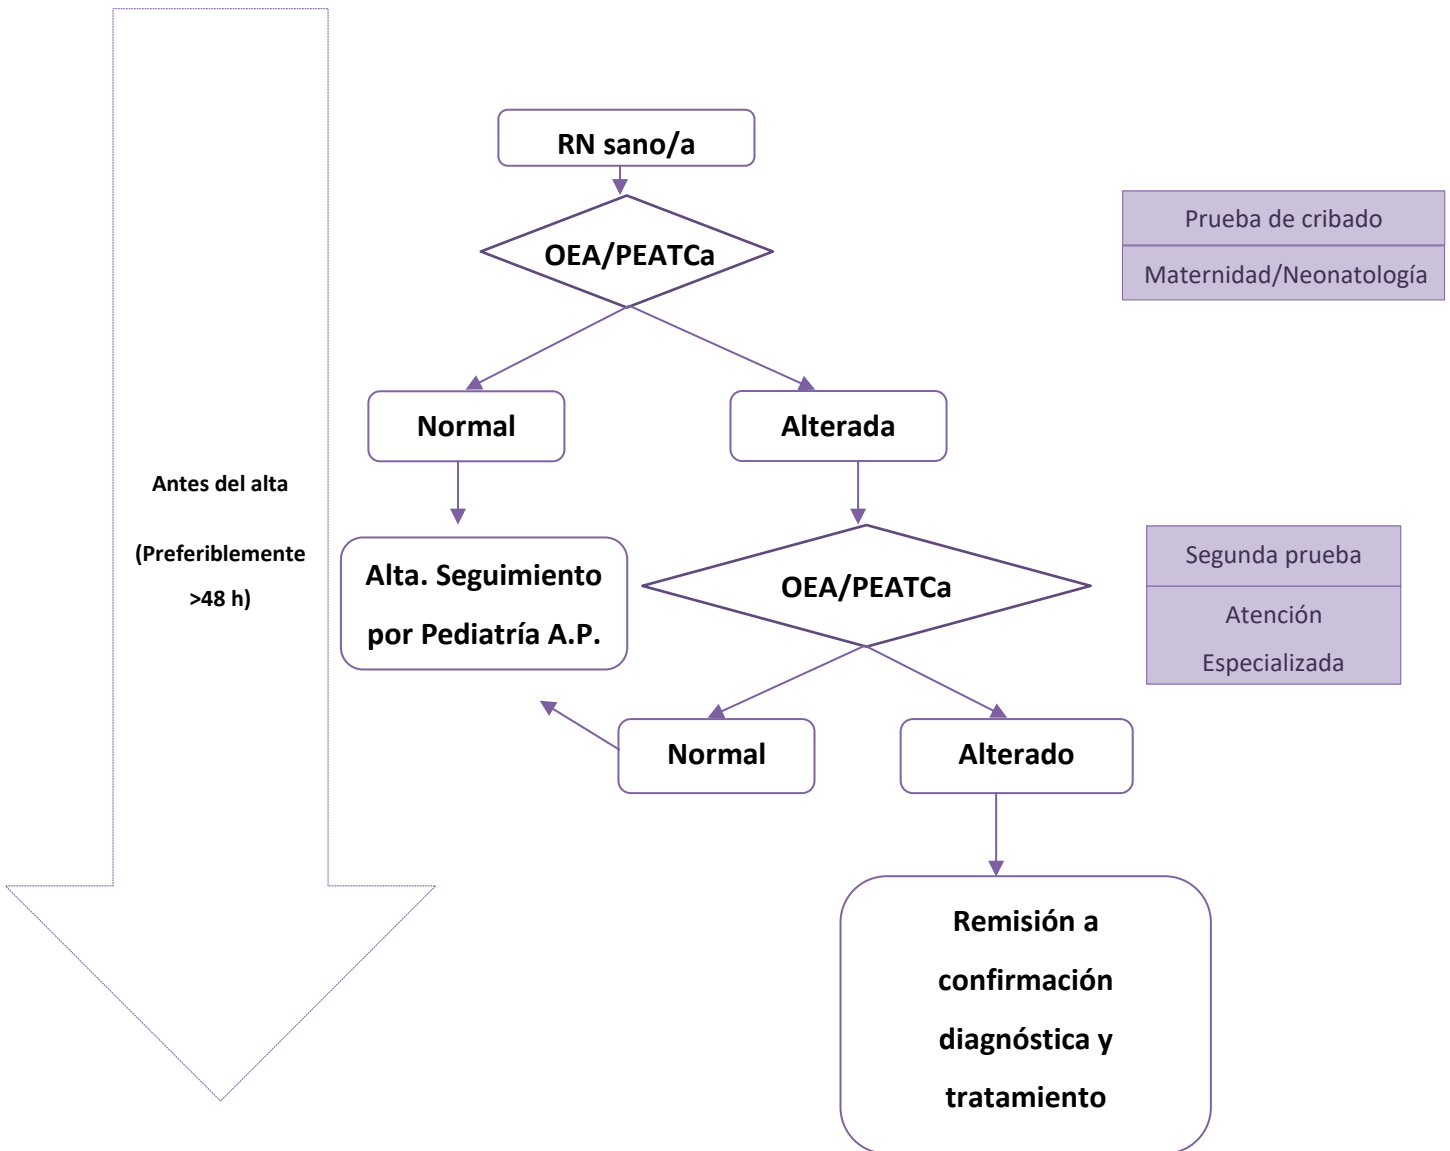 RN sano/a
OEA/PEATCa
Prueba de cribado
Maternidad/Neonatología
Normal
Alterada
Antes del alta
(Preferiblemente
>48 h)
Alta. Seguimiento
por Pediatría A.P.
OEA/PEATCa
Segunda prueba
Atención
Especializada
Normal
Alterado
Remisión a
confirmación
diagnóstica y
tratamiento